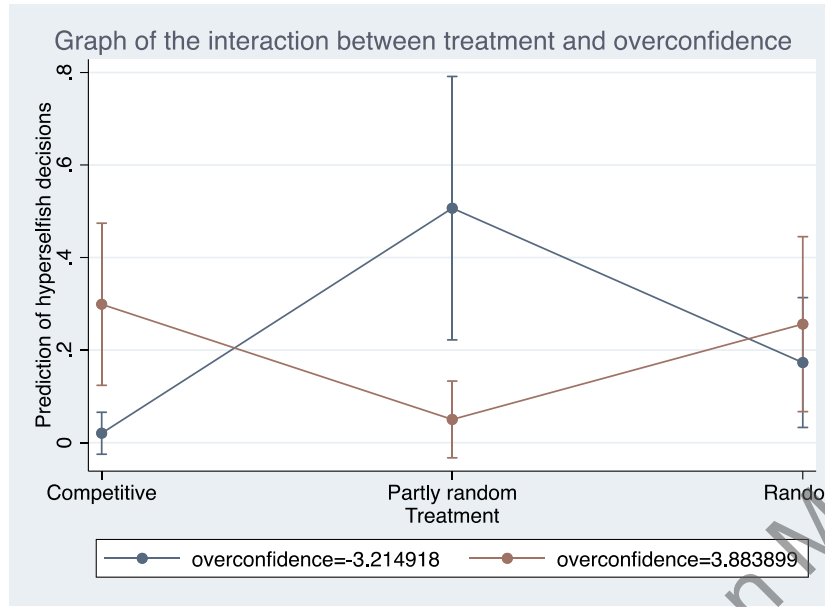 Graph of the interaction between treatment and overconfidence
Prediction of hyperselfish decisions
.8
.6
.4
.2
0
Competitive
Partly random
Rando
Treatment
overconfidence=-3.214918
overconfidence=3.883899
n M